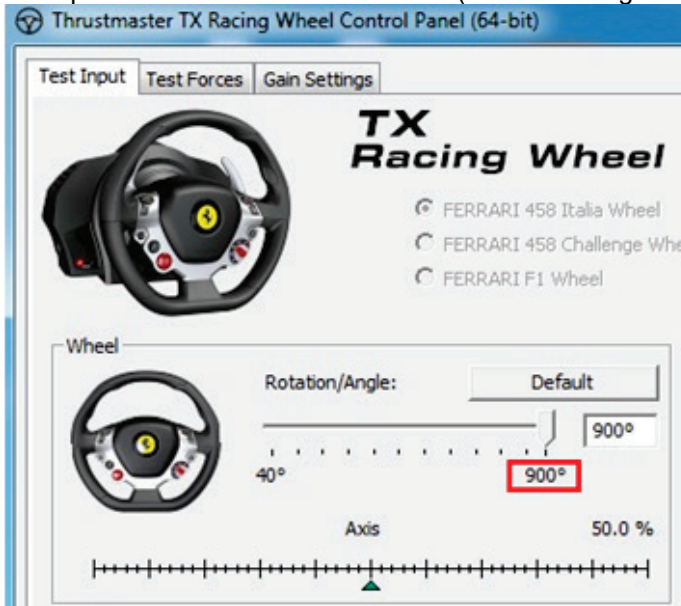 Thrustmaster TX Racing Wheel Control Panel (64-bit)
Test Input Test Forces Gain Settings
TX
Racing Wheel
FERRARI 458 Italia Wheel
FERRARI 458 Challenge Whe
FERRARI F1 Wheel
Wheel
Rotation/Angle: Default
900°
40° 900°
Axis 50.0 %